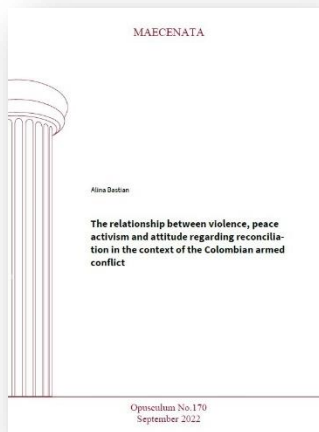 MAECENATA
Alina Bastian
The relationship between violence, peace
activism and attitude regarding reconcilia-
tion in the context of the Colombian armed
conflict
Opusculum No.170
September 2022